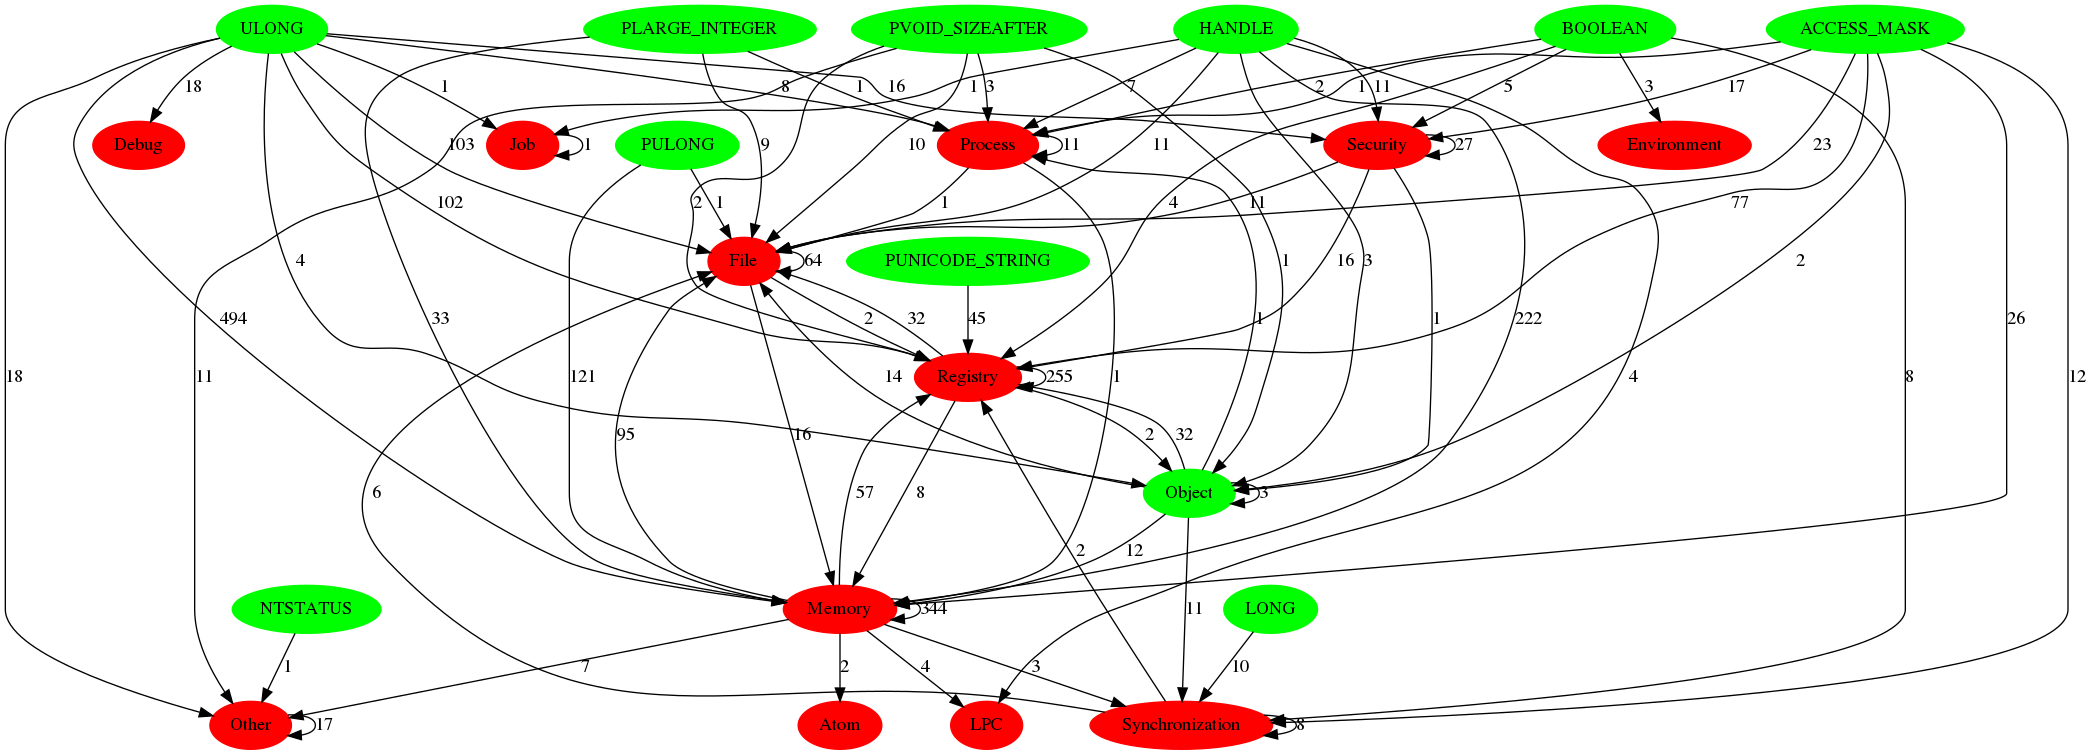 ULONG PLARGE_INTEGER PVOID_SIZEAFTER HANDLE BOOLEAN ACCESS_MASK
18 1 8 16 1 9 8 3 1 7 2 1 11 5 3 17
Debug Job 1 PULONG Process 11 Security 27 Environment
103 10 11 23
102 2 1 1 4 11 77
4 File 64 PUNICODE_STRING 1 3 16 2
494 33 2 32 45 1 1 222 26
18 11 121 14 Registry 255 4 8 12
95 16 2 32
6 57 8 Object 3
2 12
NTSTATUS Memory 344 11 LONG
1 7 2 4 3 10
Other 17 Atom LPC Synchronization 8